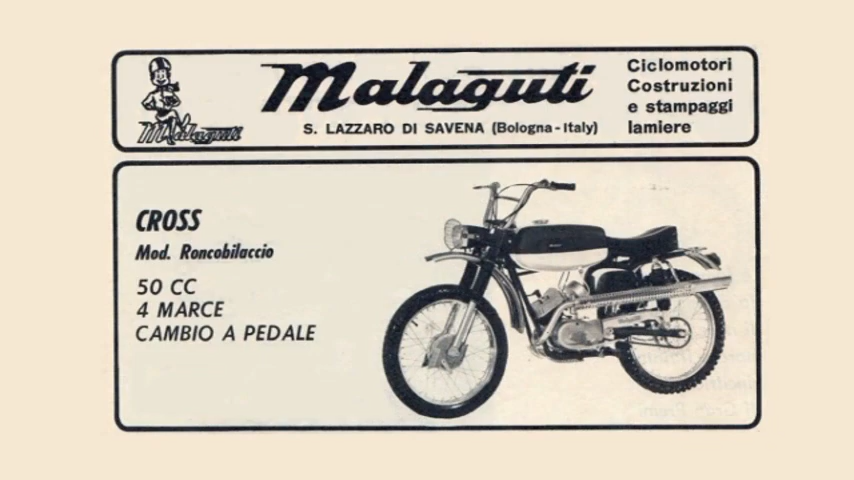 Malaguti
Malaguti
S. LAZZARO DI SAVENA (Bologna-Italy)
Ciclomotori
Costruzioni
e stampaggi
lamiere
CROSS
Mod. Roncobilaccio
50 CC
4 MARCE
CAMBIO A PEDALE